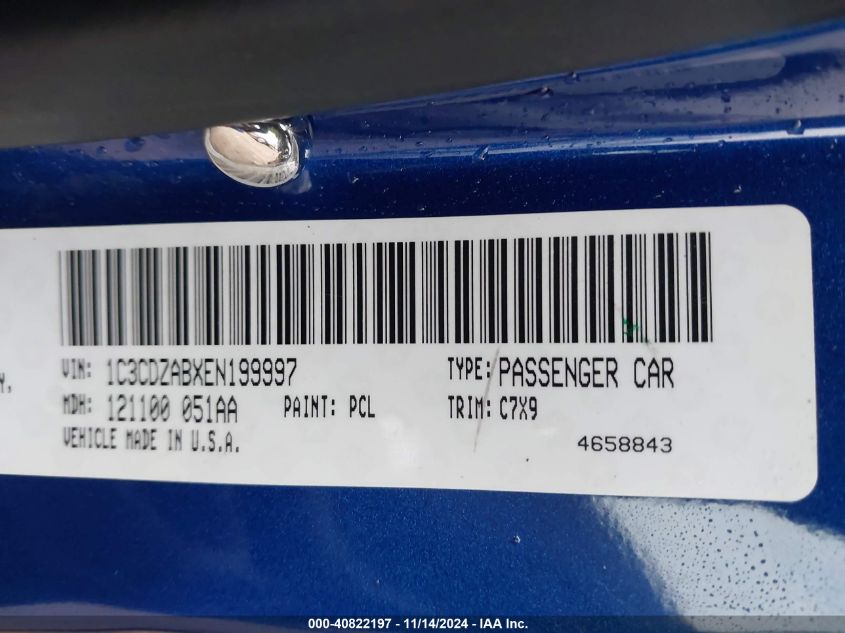 VIN: 1C3CDZABXEN199997 TYPE: PASSENGER CAR
Y,
MDH: 121100 051AA PAINT: PCL TRIM: C7X9
VEHICLE MADE IN U.S.A. 4658843
000-40822197 - 11/14/2024 - IAA Inc.